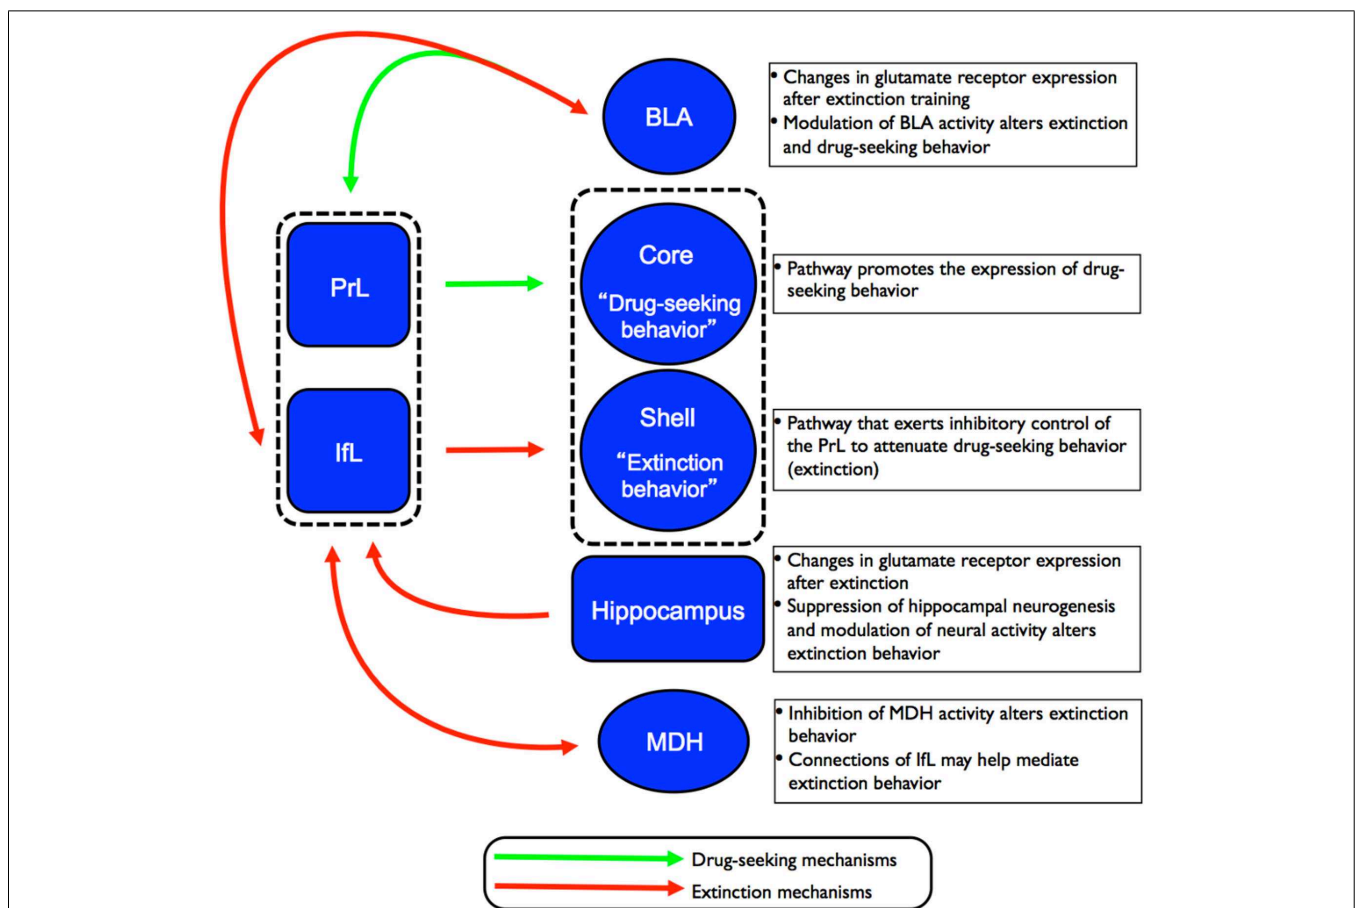 BLA
• Changes in glutamate receptor expression
after extinction training
• Modulation of BLA activity alters extinction
and drug-seeking behavior
PrL
Core
“Drug-seeking
behavior”
• Pathway promotes the expression of drug-
seeking behavior
IfL
Shell
“Extinction
behavior”
• Pathway that exerts inhibitory control of
the PrL to attenuate drug-seeking behavior
(extinction)
Hippocampus
• Changes in glutamate receptor expression
after extinction
• Suppression of hippocampal neurogenesis
and modulation of neural activity alters
extinction behavior
MDH
• Inhibition of MDH activity alters extinction
behavior
• Connections of IfL may help mediate
extinction behavior
Drug-seeking mechanisms
Extinction mechanisms